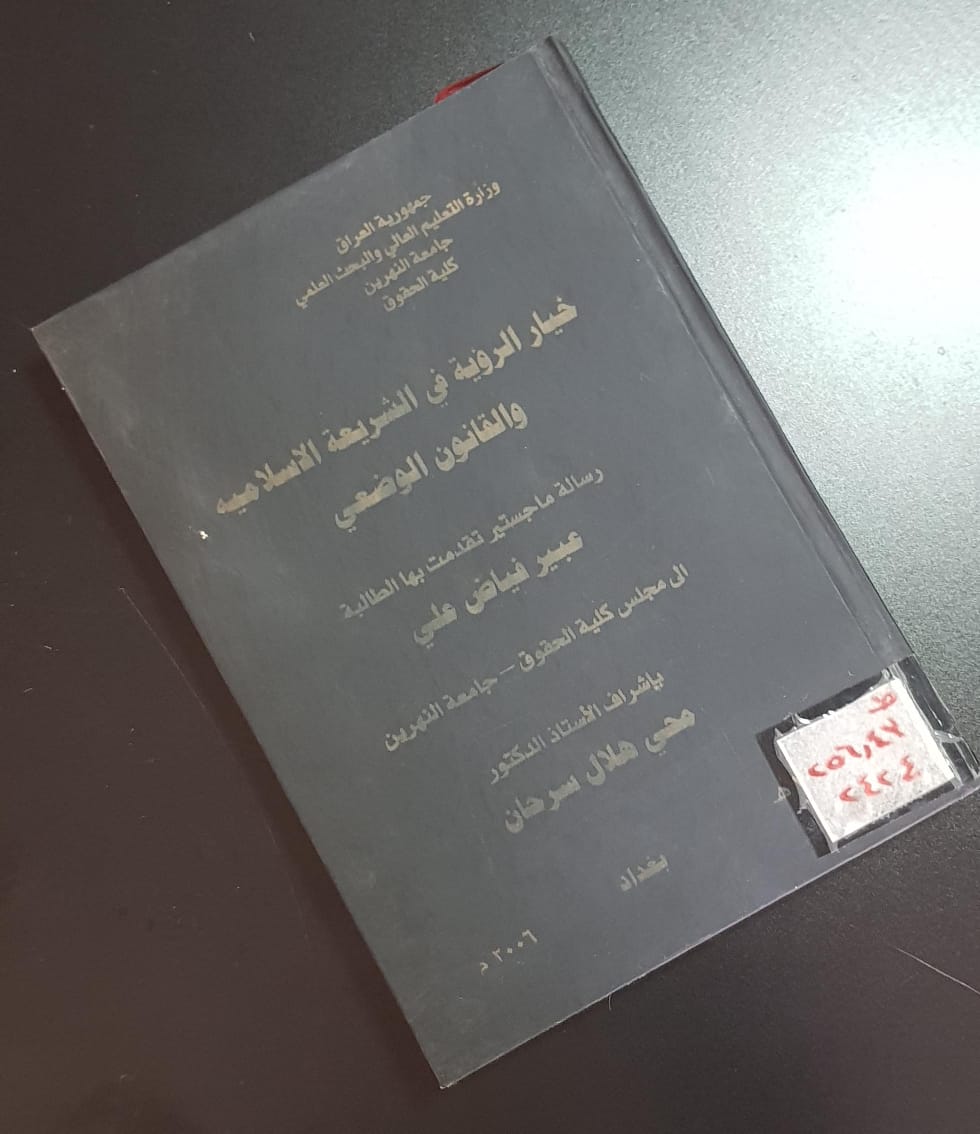 جمهورية العراق
وزارة التعليم العالي والبحث العلمي
جامعة النهرين
كلية الحقوق
خيار الرؤية في الشريعة الاسلاميه
والقانون الوضعي
رسالة ماجستير تقدمت بها الطالبة
عبير فياض علي
الى مجلس كلية الحقوق – جامعة النهرين
بإشراف الأستاذ الدكتور
محي هلال سرحان
بغداد
٢٠٠٦ م
ط